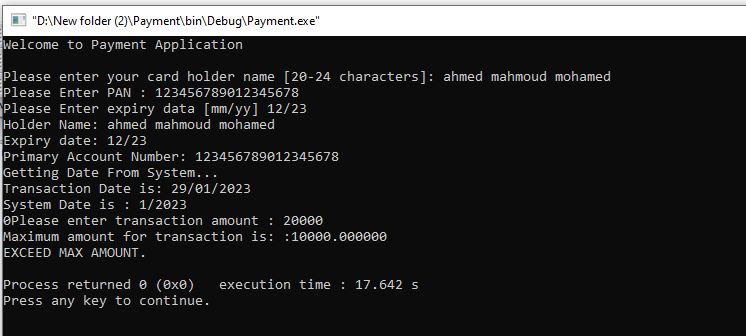 "D:\New folder (2)\Payment\bin\Debug\Payment.exe"
Welcome to Payment Application
Please enter your card holder name [20-24 characters]: ahmed mahmoud mohamed
Please Enter PAN : 123456789012345678
Please Enter expiry data [mm/yy] 12/23
Holder Name: ahmed mahmoud mohamed
Expiry date: 12/23
Primary Account Number: 123456789012345678
Getting Date From System...
Transaction Date is: 29/01/2023
System Date is : 1/2023
0Please enter transaction amount : 20000
Maximum amount for transaction is: :10000.000000
EXCEED MAX AMOUNT.
Process returned 0 (0x0)   execution time : 17.642 s
Press any key to continue.